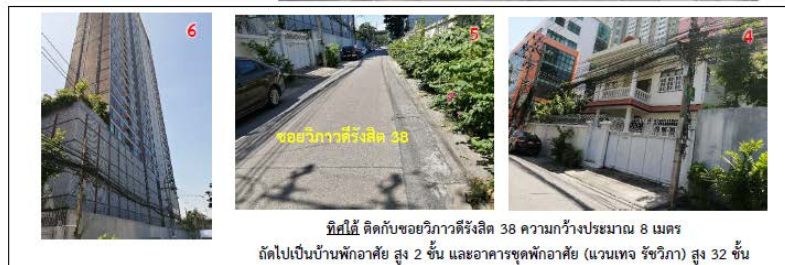 6
5
4
ซอยวิภาวดีรังสิต 38
ทิศใต้ ติดกับซอยวิภาวดีรังสิต 38 ความกว้างประมาณ 8 เมตร
ถัดไปเป็นบ้านพักอาศัย สูง 2 ชั้น และอาคารชุดพักอาศัย (แวนเทจ รัชวิภา) สูง 32 ชั้น